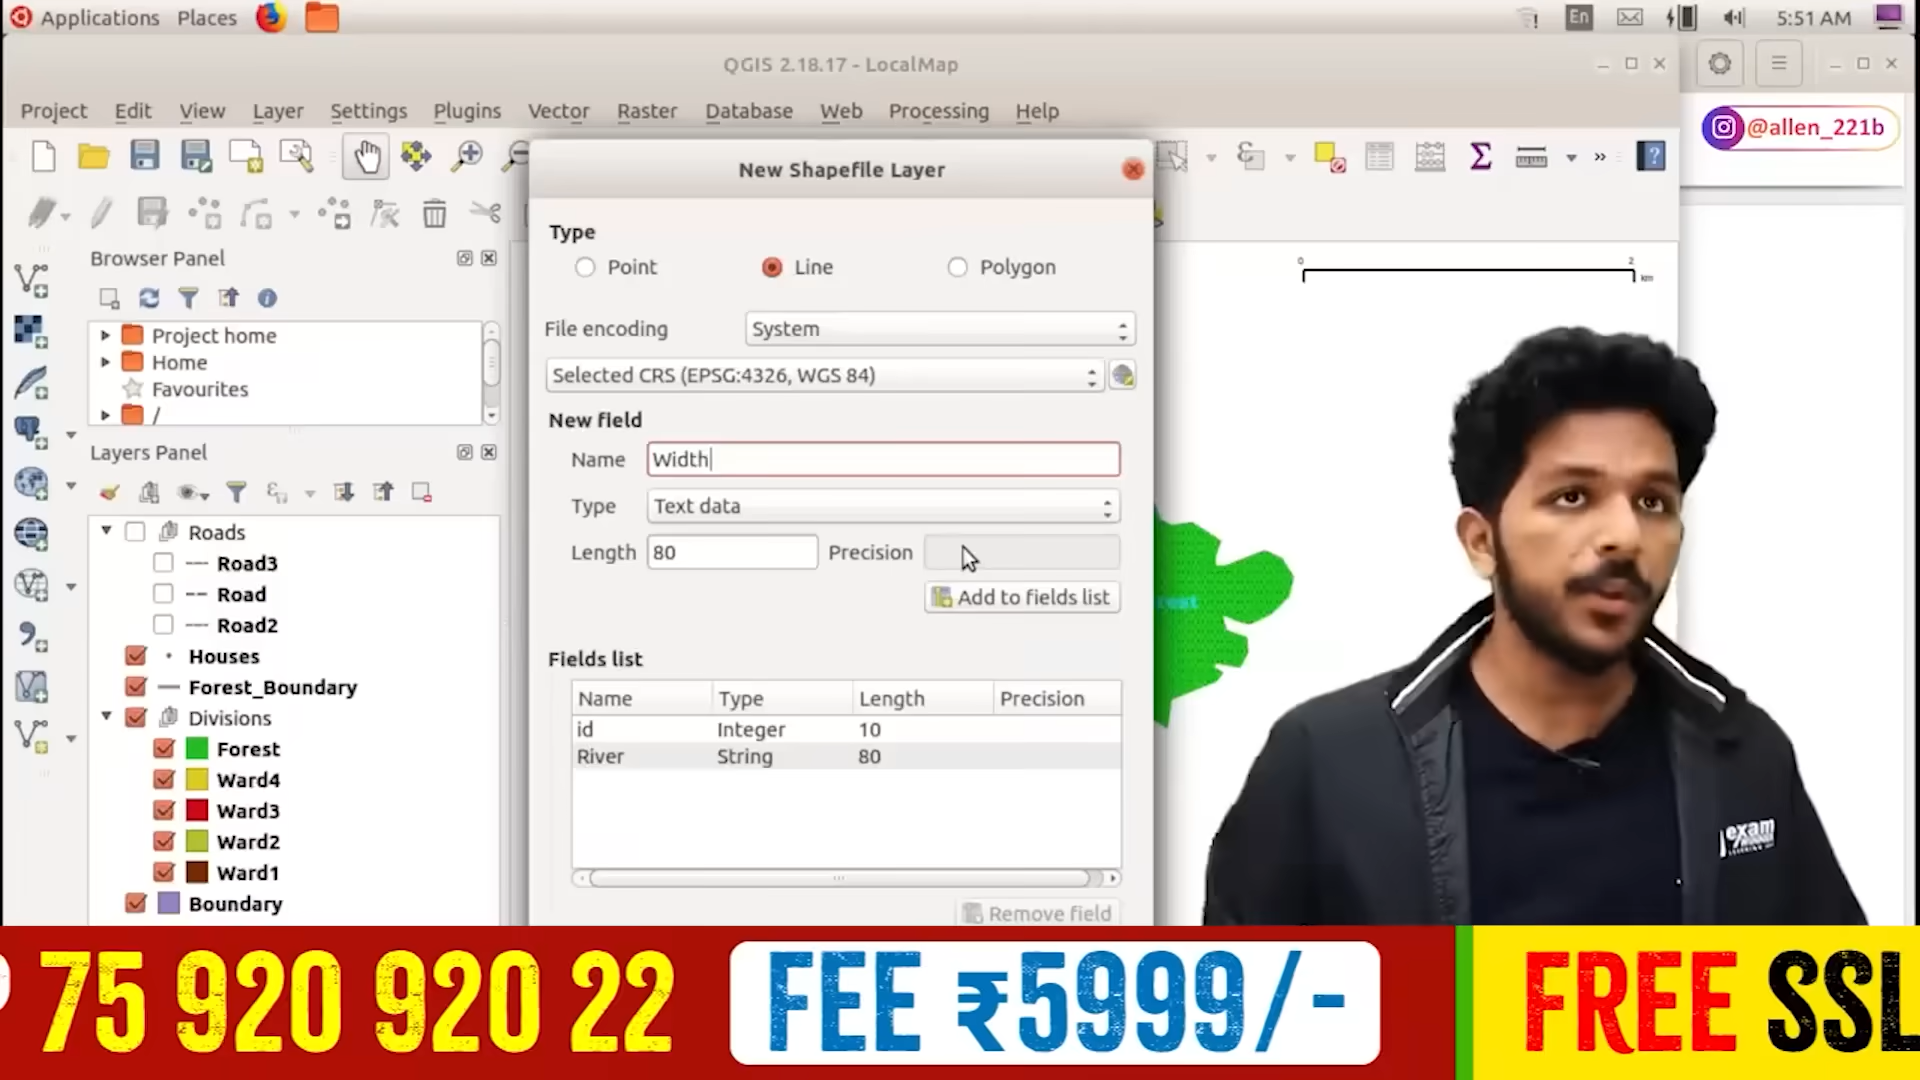 Applications Places En 5:51 AM
QGIS 2.18.17 - LocalMap
Project Edit View Layer Settings Plugins Vector Raster Database Web Processing Help
@allen_221b
New Shapefile Layer
Type
Point Line Polygon
File encoding System
Selected CRS (EPSG:4326, WGS 84)
New field
Name Width
Type Text data
Length 80 Precision
Add to fields list
Fields list
Name Type Length Precision
id Integer 10
River String 80
Remove field
Browser Panel
Project home
Home
Favourites
/
Layers Panel
Roads
Road3
Road
Road2
Houses
Forest_Boundary
Divisions
Forest
Ward4
Ward3
Ward2
Ward1
Boundary
0 2 km
exam
75 920 920 22 FEE ₹5999/- FREE SSL